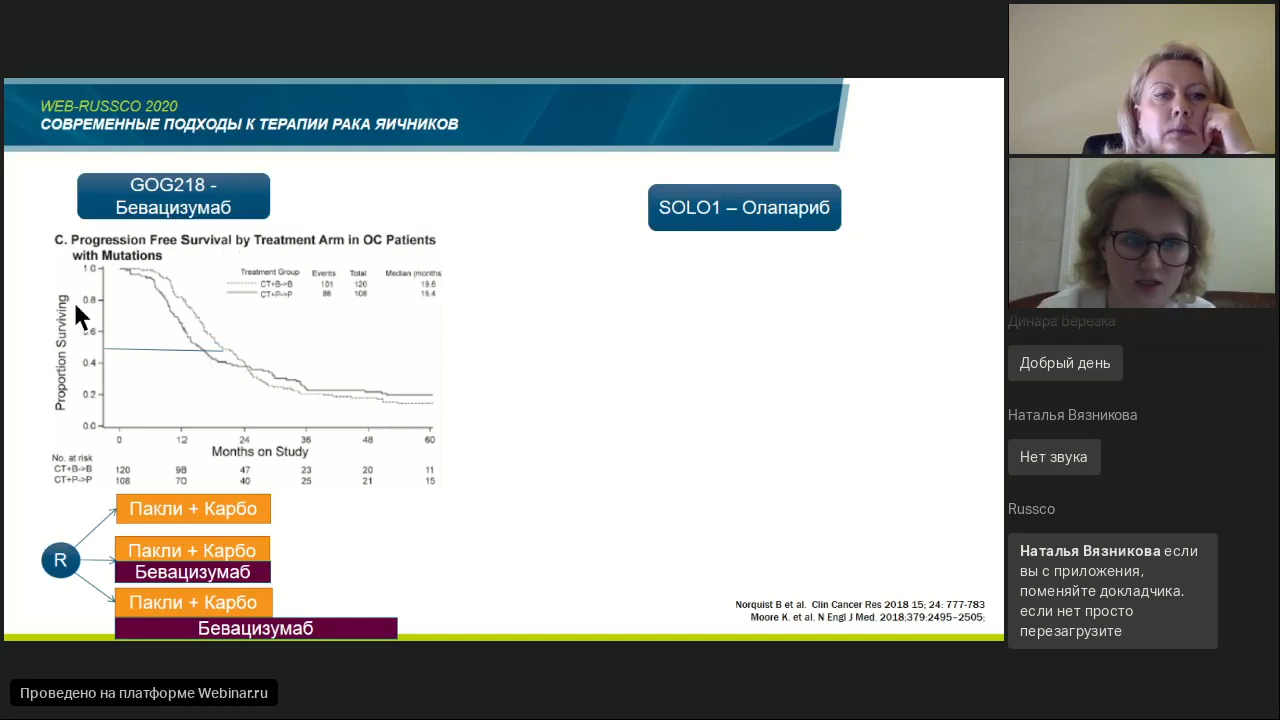 WEB-RUSSCO 2020
СОВРЕМЕННЫЕ ПОДХОДЫ К ТЕРАПИИ РАКА ЯИЧНИКОВ
GOG218 -
Бевацизумаб
SOLO1 – Олапариб
C. Progression Free Survival by Treatment Arm in OC Patients
with Mutations
Treatment Group Events Total Median (months
CT+B->B 101 120 19.6
CT+P->P 86 108 15.4
Proportion Surviving
1.0
0.8
0.6
0.4
0.2
0.0
0 12 24 36 48 60
Months on Study
No. at risk
CT+B->B 120 98 47 23 20 11
CT+P->P 108 70 40 25 21 15
Пакли + Карбо
R
Пакли + Карбо
Бевацизумаб
Пакли + Карбо
Бевацизумаб
Norquist B et al. Clin Cancer Res 2018 15; 24: 777-783
Moore K. et al. N Engl J Med. 2018;379:2495–2505;
Динара Березка
Добрый день
Наталья Вязникова
Нет звука
Russco
Наталья Вязникова если
вы с приложения,
поменяйте докладчика.
если нет просто
перезагрузите
Проведено на платформе Webinar.ru